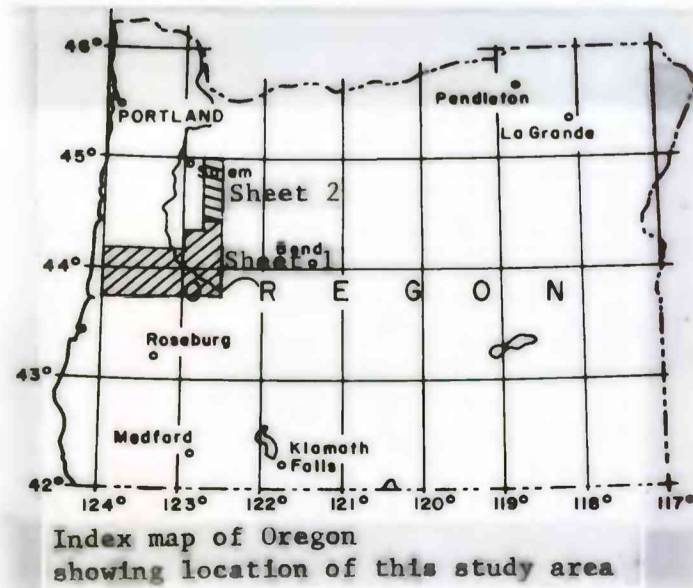 46°
PORTLAND
Pendleton
La Grande
45°
Salem
Sheet 2
Bend
44°
Sheet 1
OREGON
Roseburg
43°
Medford
Klamath
Falls
42°
124° 123° 122° 121° 120° 119° 118° 117°
Index map of Oregon
showing location of this study area